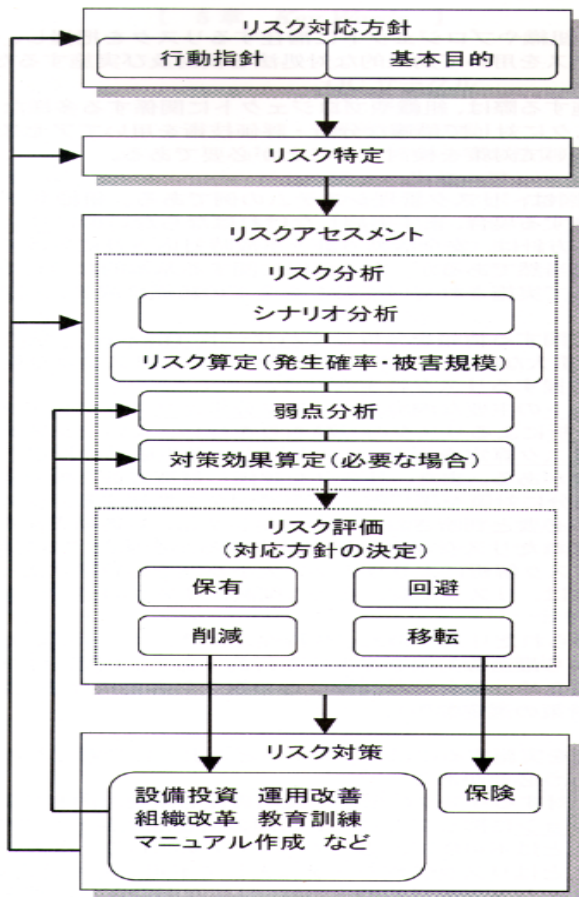 リスク対応方針
行動指針
基本目的
リスク特定
リスクアセスメント
リスク分析
シナリオ分析
リスク算定(発生確率・被害規模)
弱点分析
対策効果算定(必要な場合)
リスク評価
(対応方針の決定)
保有
回避
削減
移転
リスク対策
設備投資 運用改善
組織改革 教育訓練
マニュアル作成 など
保険